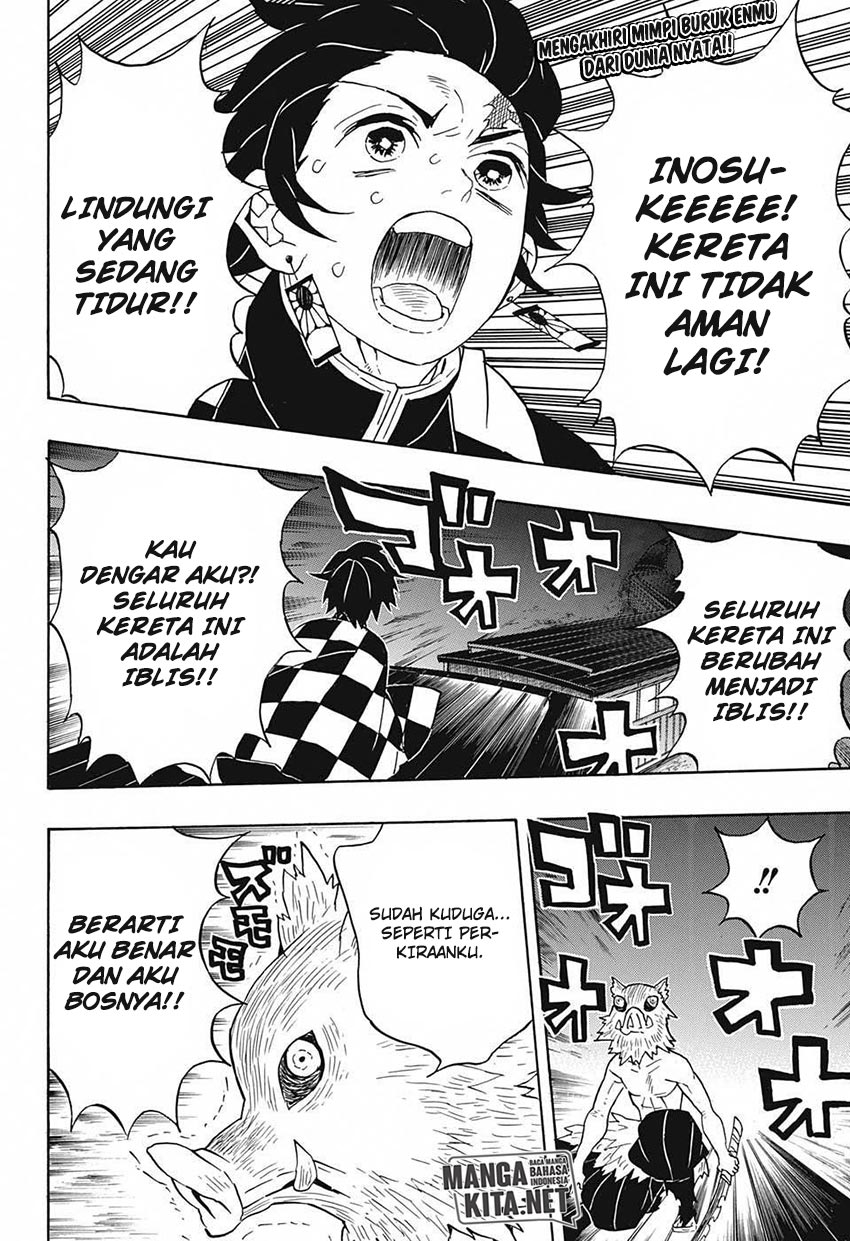 MENGAKHIRI MIMPI BURUK ENMU
DARI DUNIA NYATA!!
INOSU-
KEEEEE!
KERETA
INI TIDAK
AMAN
LAGI!
LINDUNGI
YANG
SEDANG
TIDUR!!
SELURUH
KERETA INI
BERUBAH
MENJADI
IBLIS!!
ゴオオオ
KAU
DENGAR AKU?!
SELURUH
KERETA INI
ADALAH
IBLIS!!
!!
ゴオオオ
SUDAH KUDUGA...
SEPERTI PER-
KIRAANKU.
BERARTI
AKU BENAR
DAN AKU
BOSNYA!!
MANGA
KITA.NET
BACA MANGA
BAHASA
INDONESIA